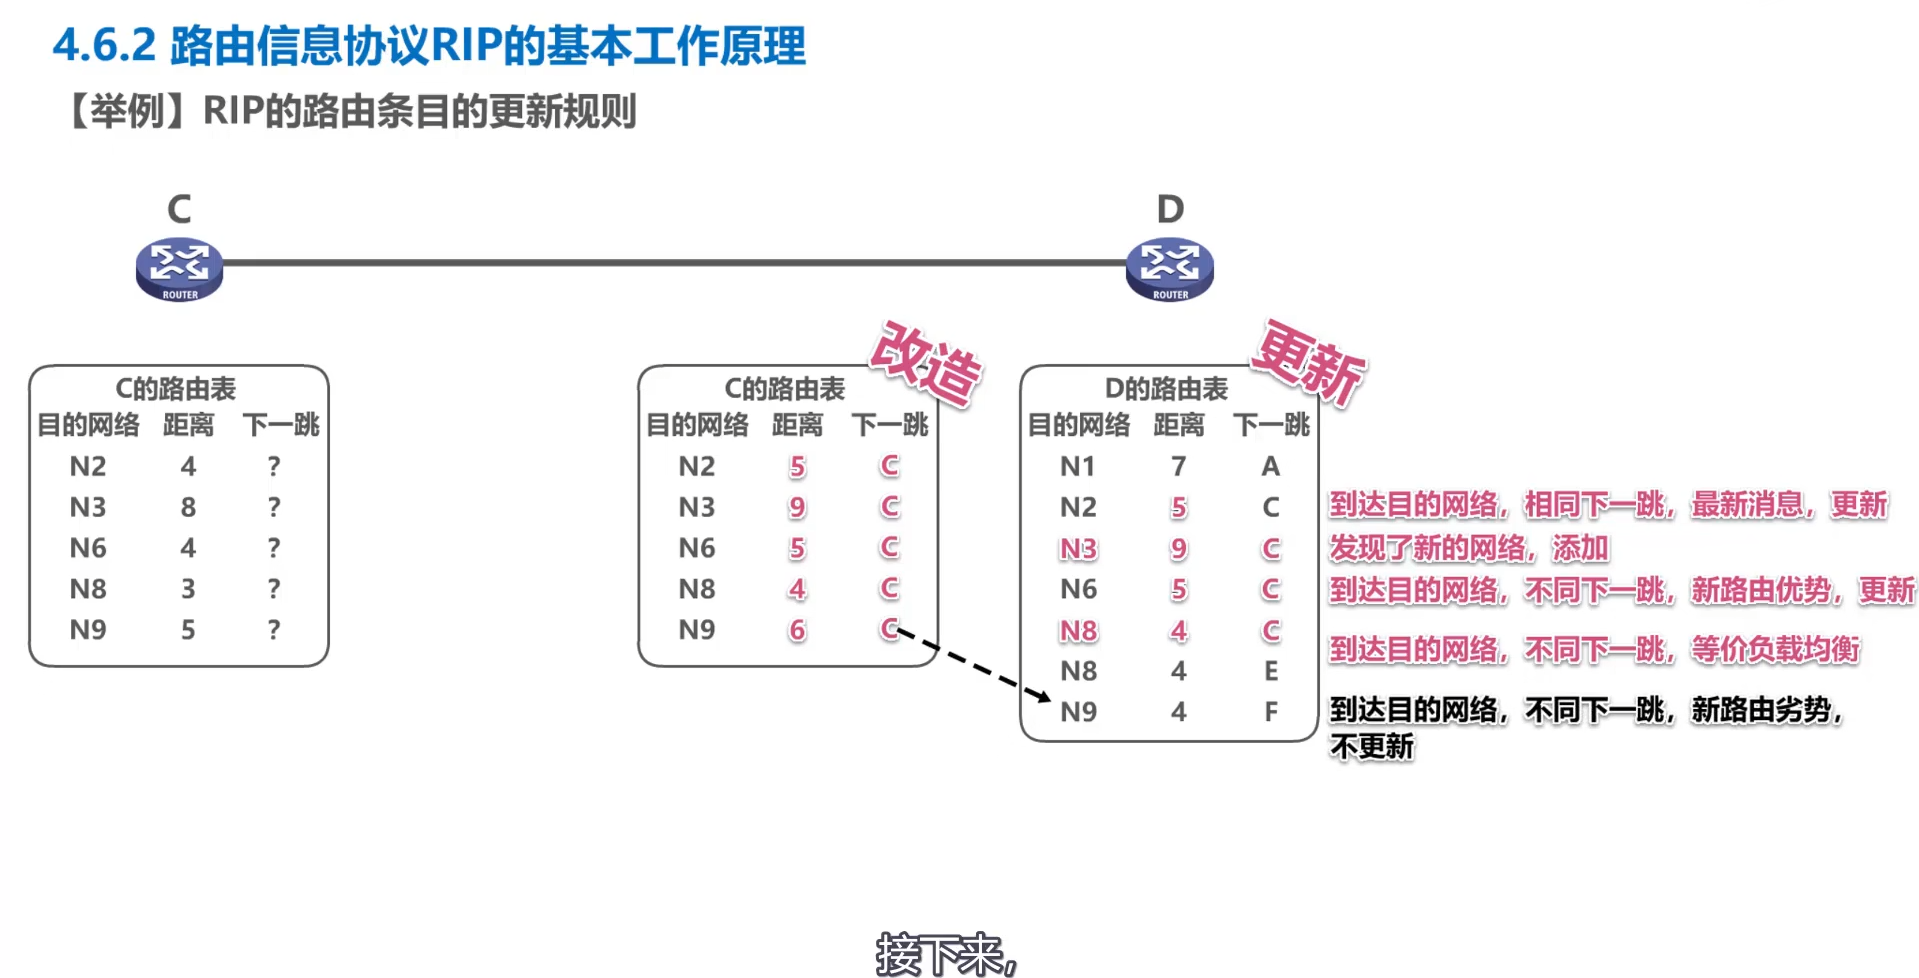 4.6.2 路由信息协议RIP的基本工作原理
【举例】RIP的路由条目的更新规则
C
D
ROUTER
ROUTER
C的路由表
目的网络 距离 下一跳
N2 4 ?
N3 8 ?
N6 4 ?
N8 3 ?
N9 5 ?
改造
C的路由表
目的网络 距离 下一跳
N2 5 C
N3 9 C
N6 5 C
N8 4 C
N9 6 C
更新
D的路由表
目的网络 距离 下一跳
N1 7 A
N2 5 C
N3 9 C
N6 5 C
N8 4 C
N8 4 E
N9 4 F
到达目的网络，相同下一跳，最新消息，更新
发现了新的网络，添加
到达目的网络，不同下一跳，新路由优势，更新
到达目的网络，不同下一跳，等价负载均衡
到达目的网络，不同下一跳，新路由劣势，
不更新
接下来，